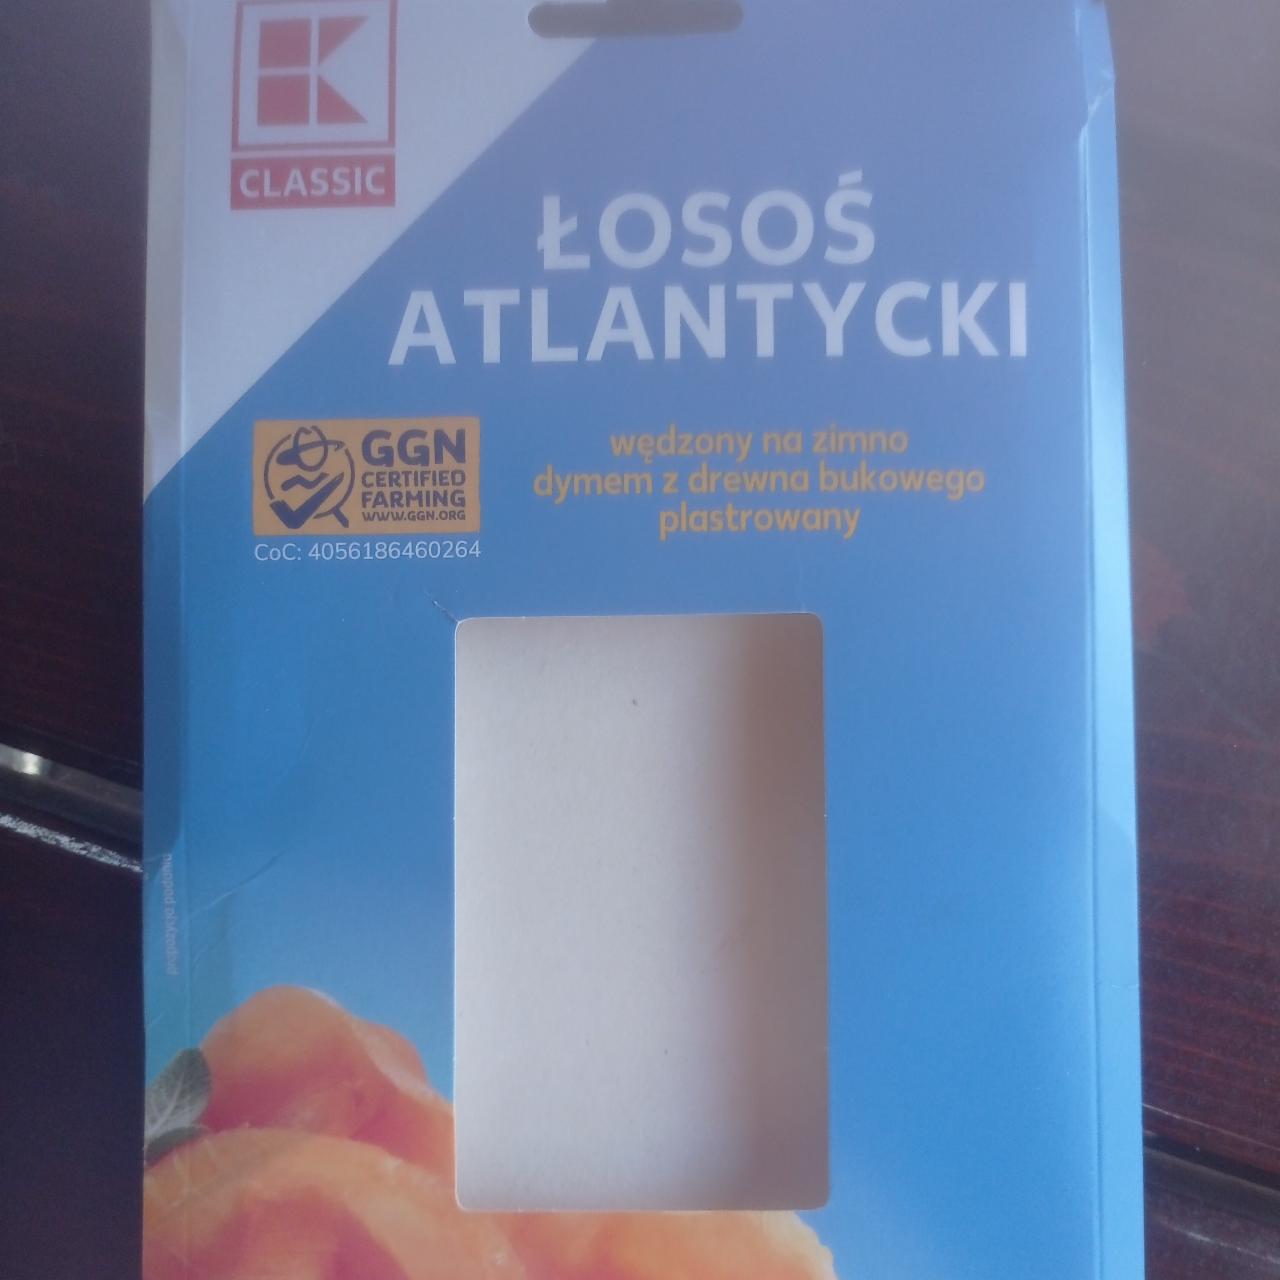 K
CLASSIC
ŁOSOŚ
ATLANTYCKI
GGN
CERTIFIED
FARMING
WWW.GGN.ORG
CoC: 4056186460264
wędzony na zimno
dymem z drewna bukowego
plastrowany
propozycja podania